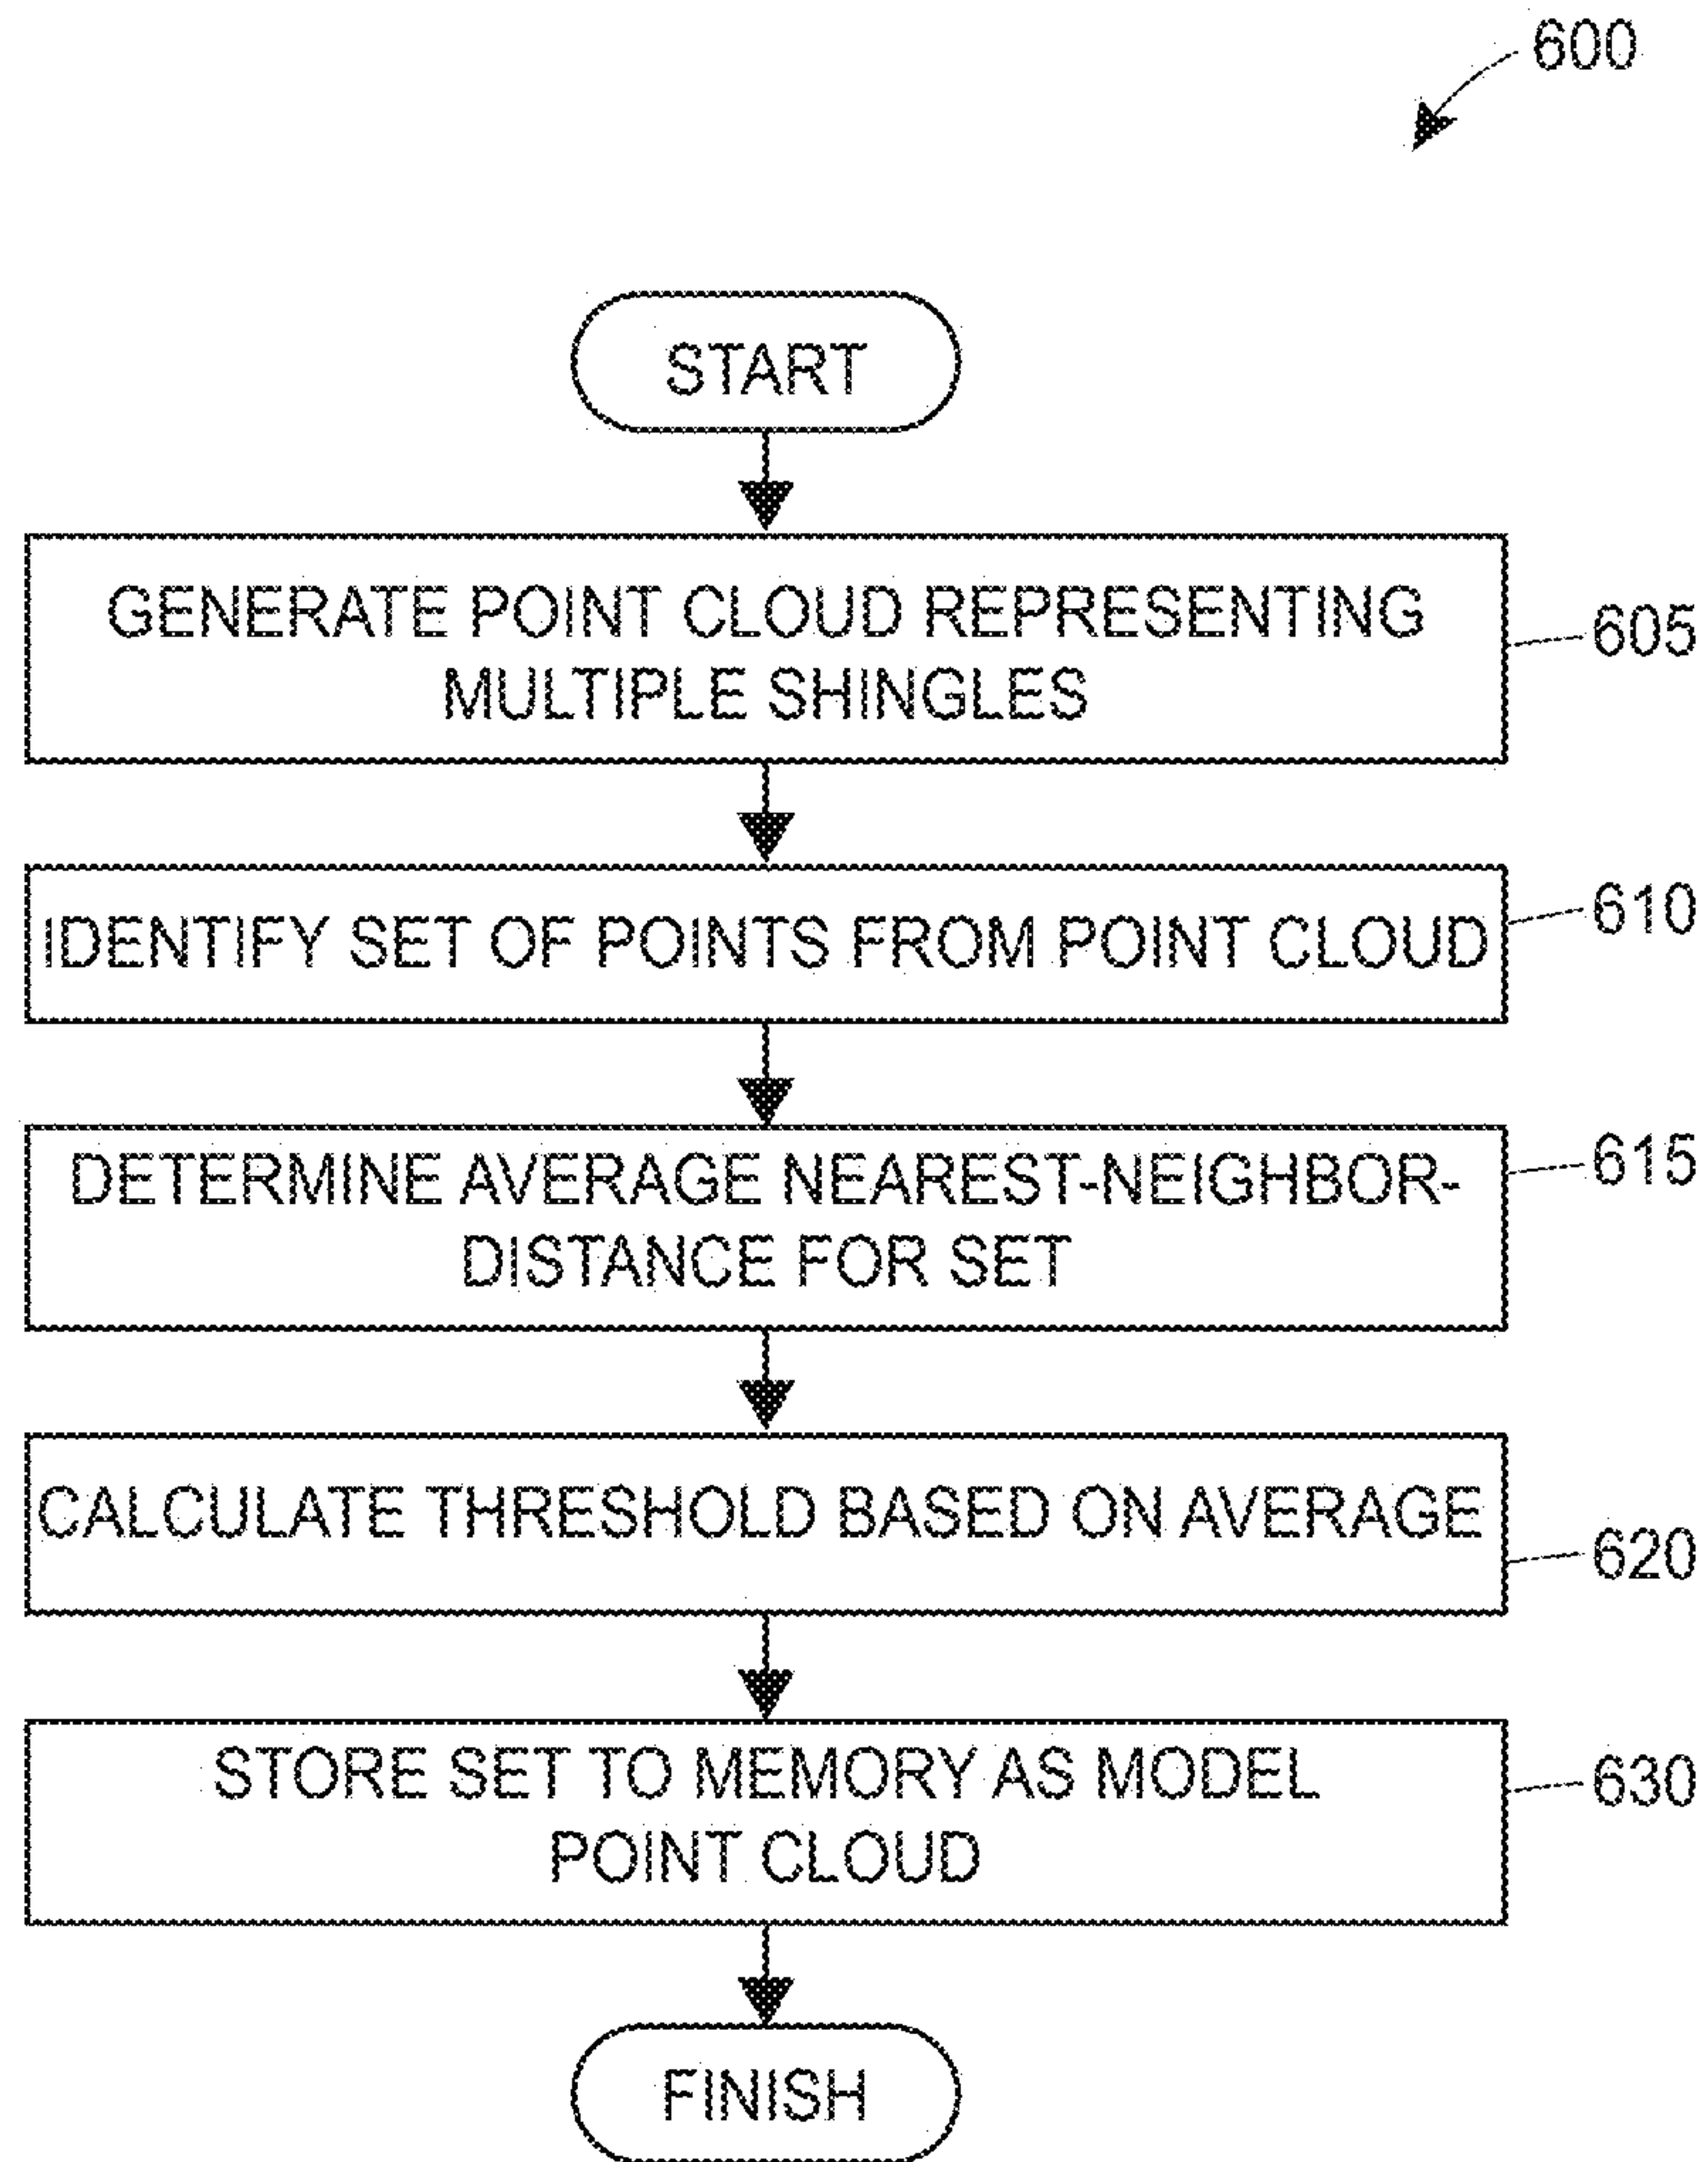 600
START
GENERATE POINT CLOUD REPRESENTING
MULTIPLE SHINGLES
605
IDENTIFY SET OF POINTS FROM POINT CLOUD
610
DETERMINE AVERAGE NEAREST-NEIGHBOR-
DISTANCE FOR SET
615
CALCULATE THRESHOLD BASED ON AVERAGE
620
STORE SET TO MEMORY AS MODEL
POINT CLOUD
630
FINISH